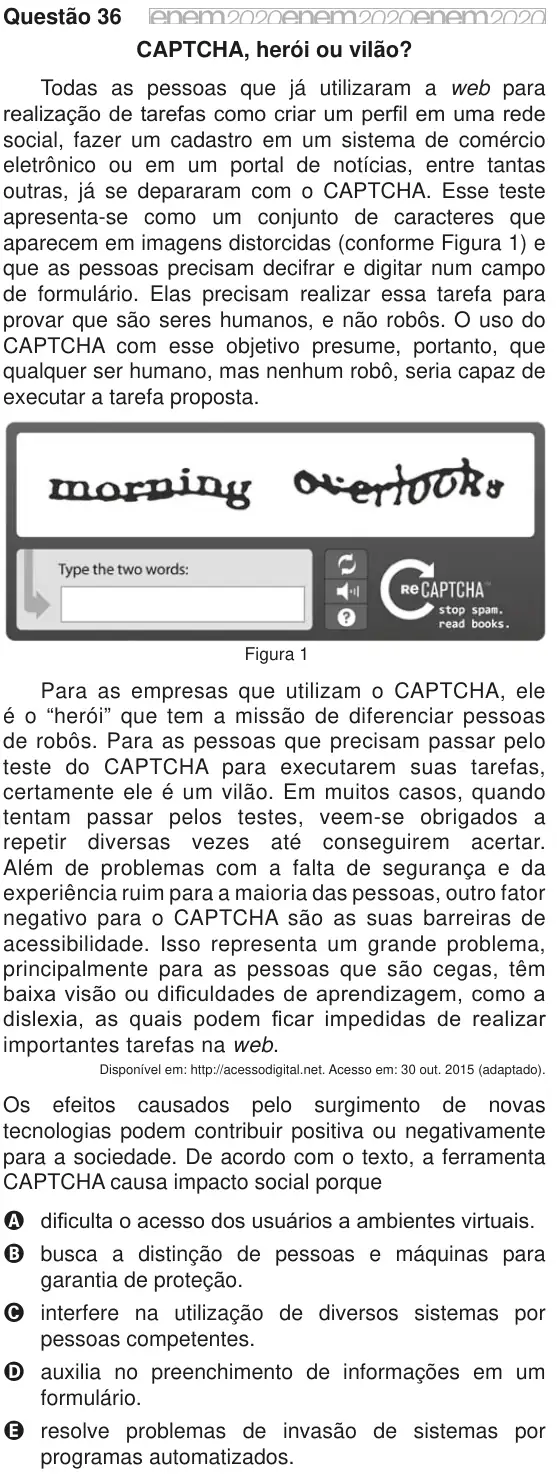 Questão 36 enem2020enem2020enem2020
CAPTCHA, herói ou vilão?
Todas as pessoas que já utilizaram a web para
realização de tarefas como criar um perfil em uma rede
social, fazer um cadastro em um sistema de comércio
eletrônico ou em um portal de notícias, entre tantas
outras, já se depararam com o CAPTCHA. Esse teste
apresenta-se como um conjunto de caracteres que
aparecem em imagens distorcidas (conforme Figura 1) e
que as pessoas precisam decifrar e digitar num campo
de formulário. Elas precisam realizar essa tarefa para
provar que são seres humanos, e não robôs. O uso do
CAPTCHA com esse objetivo presume, portanto, que
qualquer ser humano, mas nenhum robô, seria capaz de
executar a tarefa proposta.
morning overlooks
Type the two words:
reCAPTCHA™
stop spam.
read books.
Figura 1
Para as empresas que utilizam o CAPTCHA, ele
é o “herói” que tem a missão de diferenciar pessoas
de robôs. Para as pessoas que precisam passar pelo
teste do CAPTCHA para executarem suas tarefas,
certamente ele é um vilão. Em muitos casos, quando
tentam passar pelos testes, veem-se obrigados a
repetir diversas vezes até conseguirem acertar.
Além de problemas com a falta de segurança e da
experiência ruim para a maioria das pessoas, outro fator
negativo para o CAPTCHA são as suas barreiras de
acessibilidade. Isso representa um grande problema,
principalmente para as pessoas que são cegas, têm
baixa visão ou dificuldades de aprendizagem, como a
dislexia, as quais podem ficar impedidas de realizar
importantes tarefas na web.
Disponível em: http://acessodigital.net. Acesso em: 30 out. 2015 (adaptado).
Os efeitos causados pelo surgimento de novas
tecnologias podem contribuir positiva ou negativamente
para a sociedade. De acordo com o texto, a ferramenta
CAPTCHA causa impacto social porque
A dificulta o acesso dos usuários a ambientes virtuais.
B busca a distinção de pessoas e máquinas para
garantia de proteção.
C interfere na utilização de diversos sistemas por
pessoas competentes.
D auxilia no preenchimento de informações em um
formulário.
E resolve problemas de invasão de sistemas por
programas automatizados.